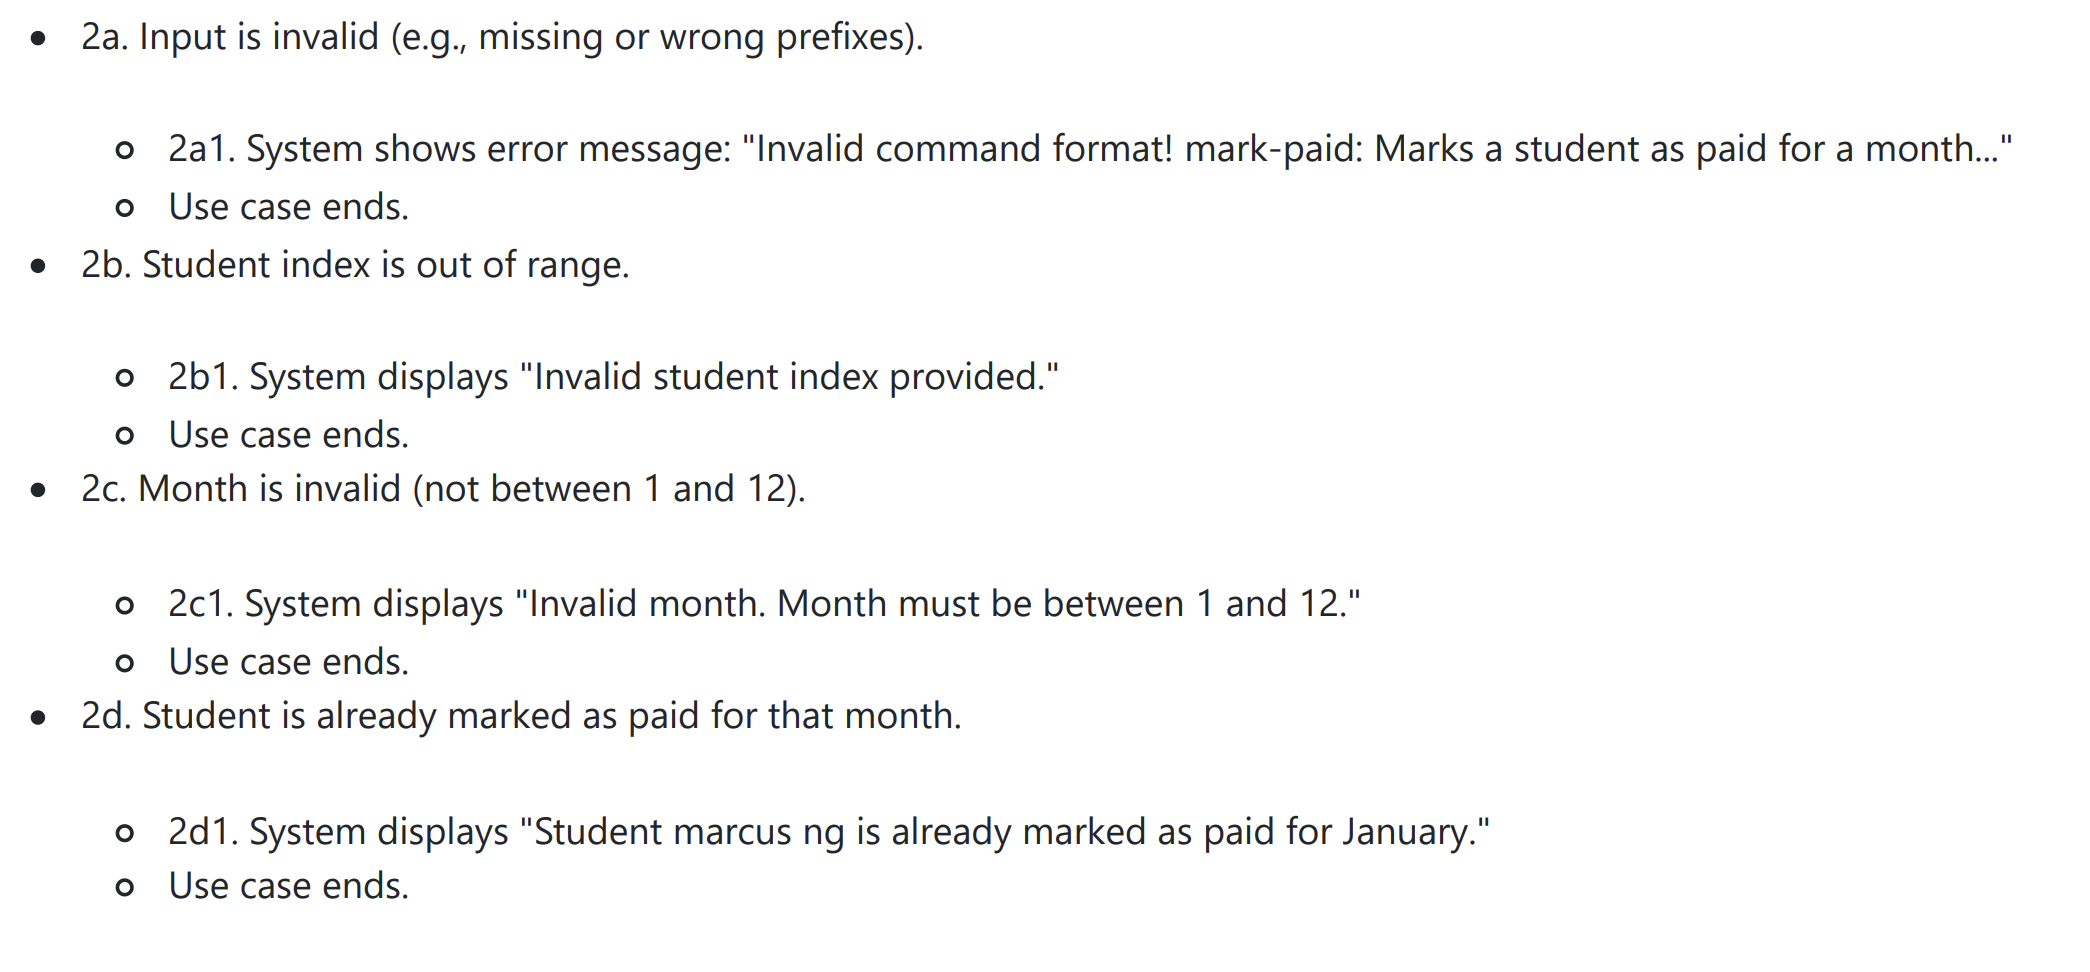 2a. Input is invalid (e.g., missing or wrong prefixes).
2a1. System shows error message: "Invalid command format! mark-paid: Marks a student as paid for a month..."
Use case ends.
2b. Student index is out of range.
2b1. System displays "Invalid student index provided."
Use case ends.
2c. Month is invalid (not between 1 and 12).
2c1. System displays "Invalid month. Month must be between 1 and 12."
Use case ends.
2d. Student is already marked as paid for that month.
2d1. System displays "Student marcus ng is already marked as paid for January."
Use case ends.